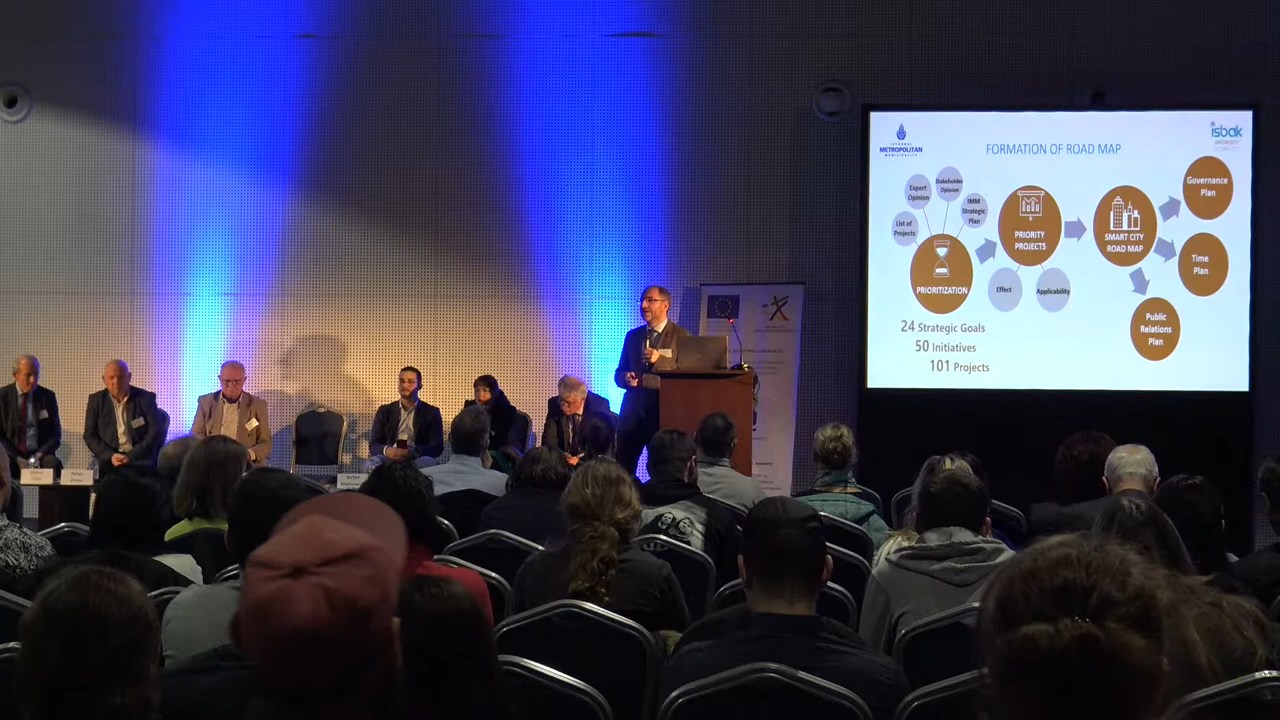 ISTANBUL
METROPOLITAN
MUNICIPALITY
isbak
FORMATION OF ROAD MAP
Expert
Opinion
Stakeholder
Opinion
IMM
Strategic
Plan
List of
Projects
PRIORITIZATION
PRIORITY
PROJECTS
Effect
Applicability
SMART CITY
ROAD MAP
Governance
Plan
Time
Plan
Public
Relations
Plan
24 Strategic Goals
50 Initiatives
101 Projects